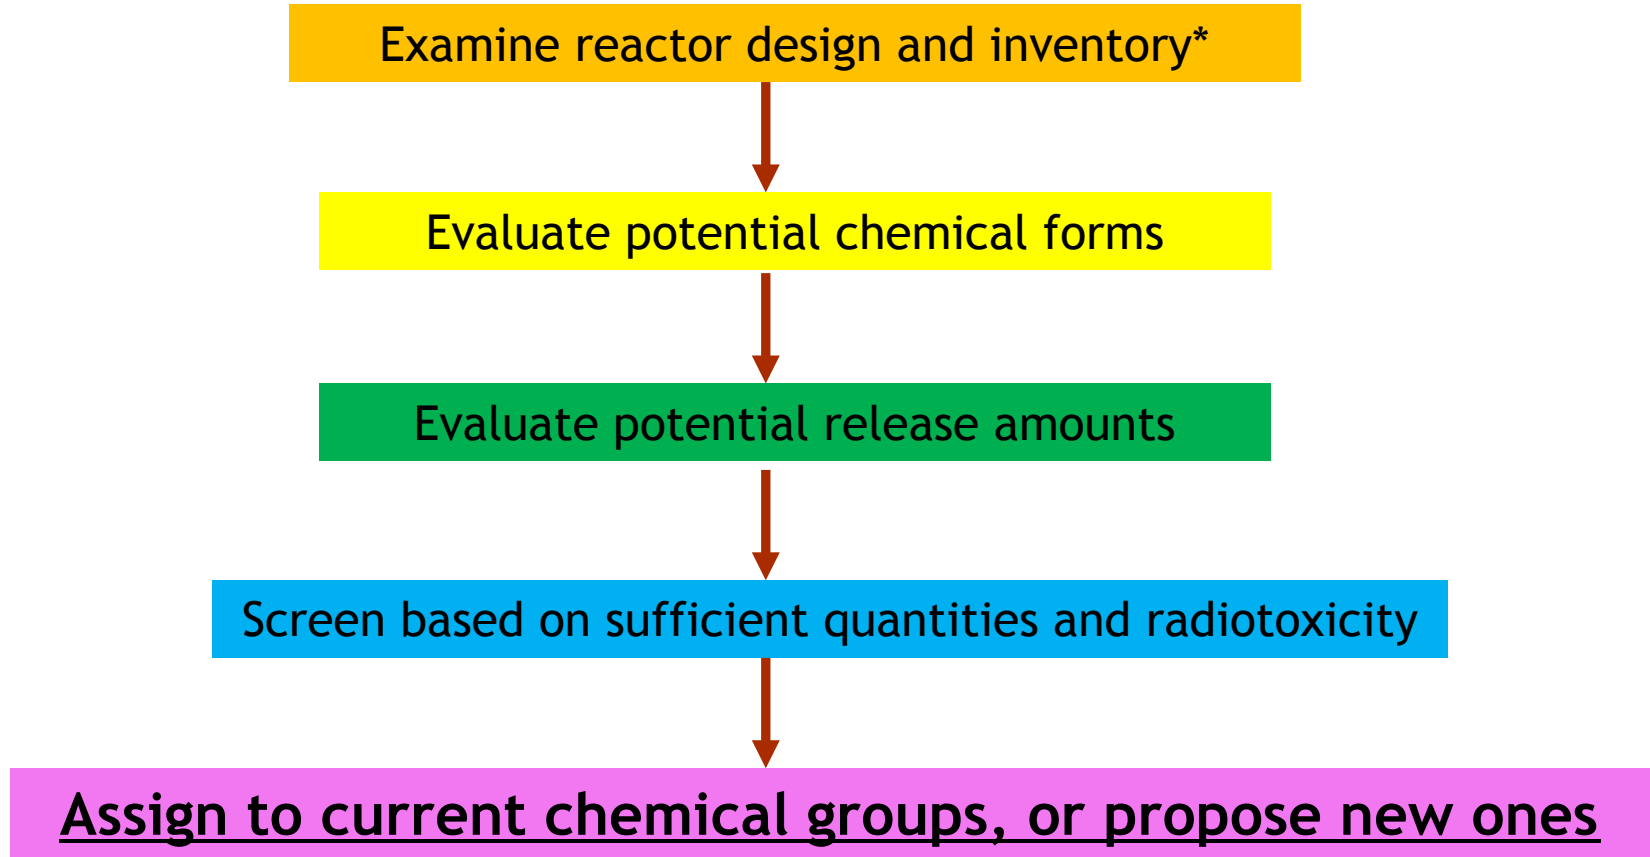 Examine reactor design and inventory*
Evaluate potential chemical forms
Evaluate potential release amounts
Screen based on sufficient quantities and radiotoxicity
Assign to current chemical groups, or propose new ones